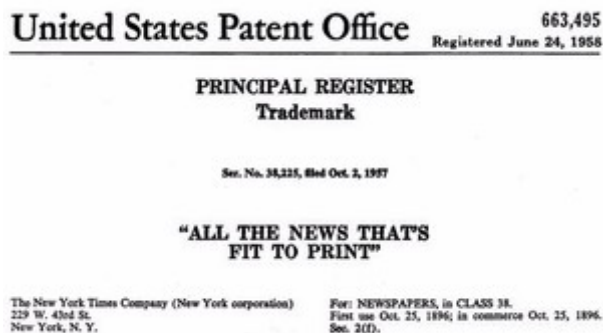 United States Patent Office
663,495
Registered June 24, 1958
PRINCIPAL REGISTER
Trademark
Ser. No. 38,225, filed Oct. 2, 1957
“ALL THE NEWS THAT'S
FIT TO PRINT”
The New York Times Company (New York corporation)
229 W. 43rd St.
New York, N. Y.
For: NEWSPAPERS, in CLASS 38.
First use Oct. 25, 1896; in commerce Oct. 25, 1896.
Sec. 2(f).